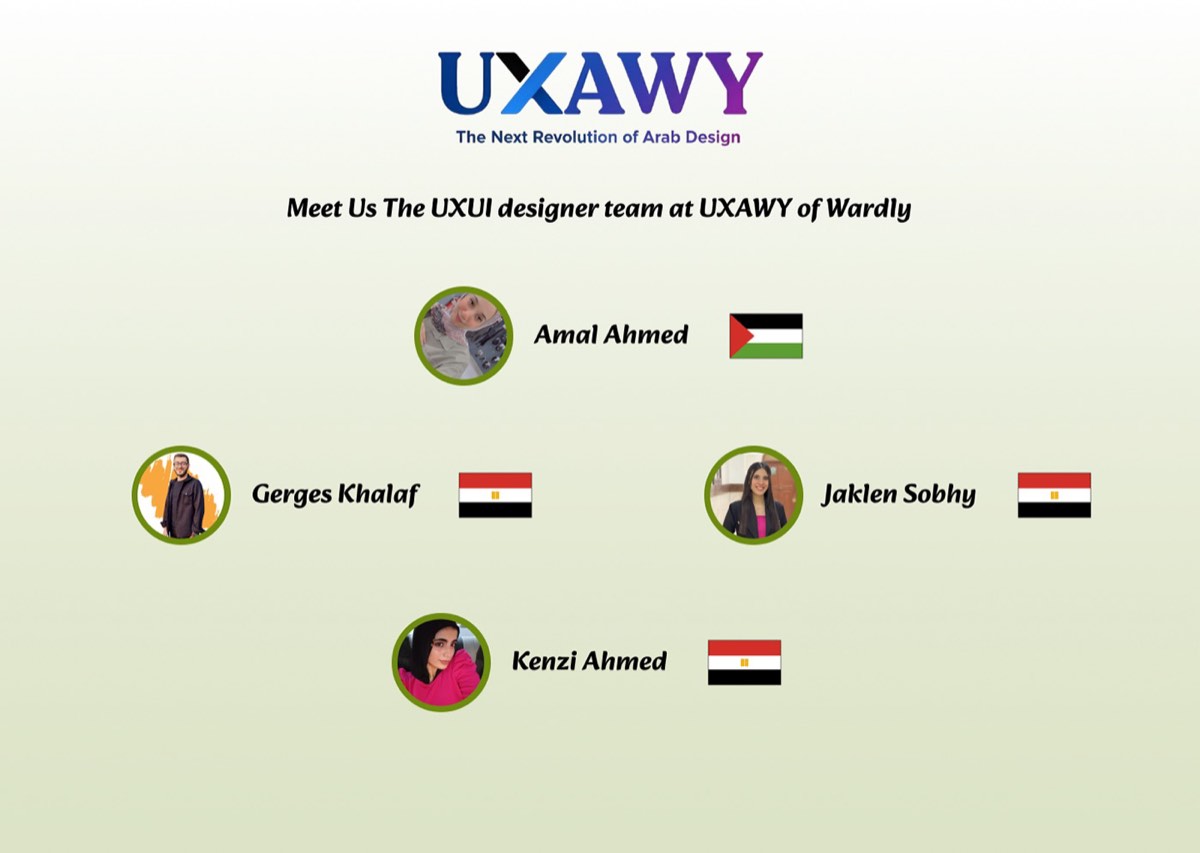 UXAWY
The Next Revolution of Arab Design
Meet Us The UXUI designer team at UXAWY of Wardly
Amal Ahmed
Gerges Khalaf
Jaklen Sobhy
Kenzi Ahmed